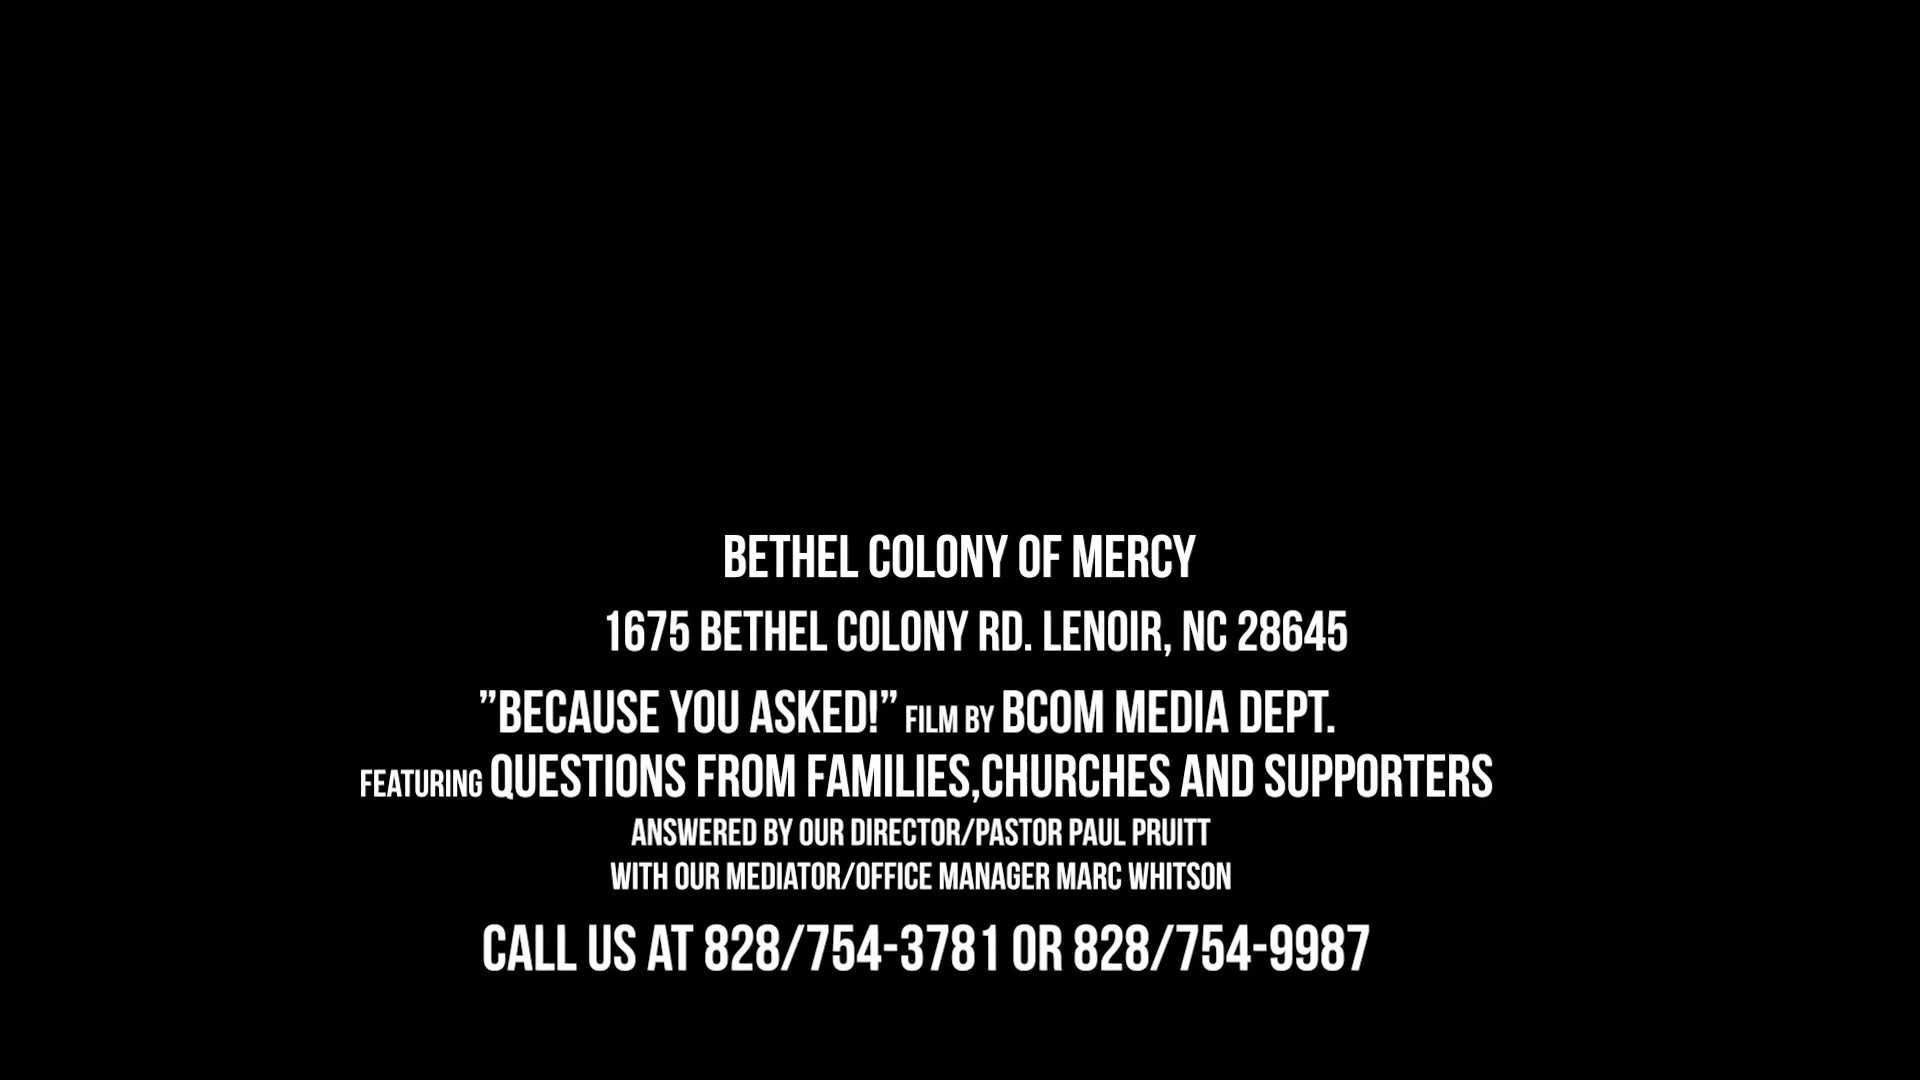 BETHEL COLONY OF MERCY
1675 BETHEL COLONY RD. LENOIR, NC 28645
”BECAUSE YOU ASKED!” FILM BY BCOM MEDIA DEPT.
FEATURING QUESTIONS FROM FAMILIES,CHURCHES AND SUPPORTERS
ANSWERED BY OUR DIRECTOR/PASTOR PAUL PRUITT
WITH OUR MEDIATOR/OFFICE MANAGER MARC WHITSON
CALL US AT 828/754-3781 OR 828/754-9987